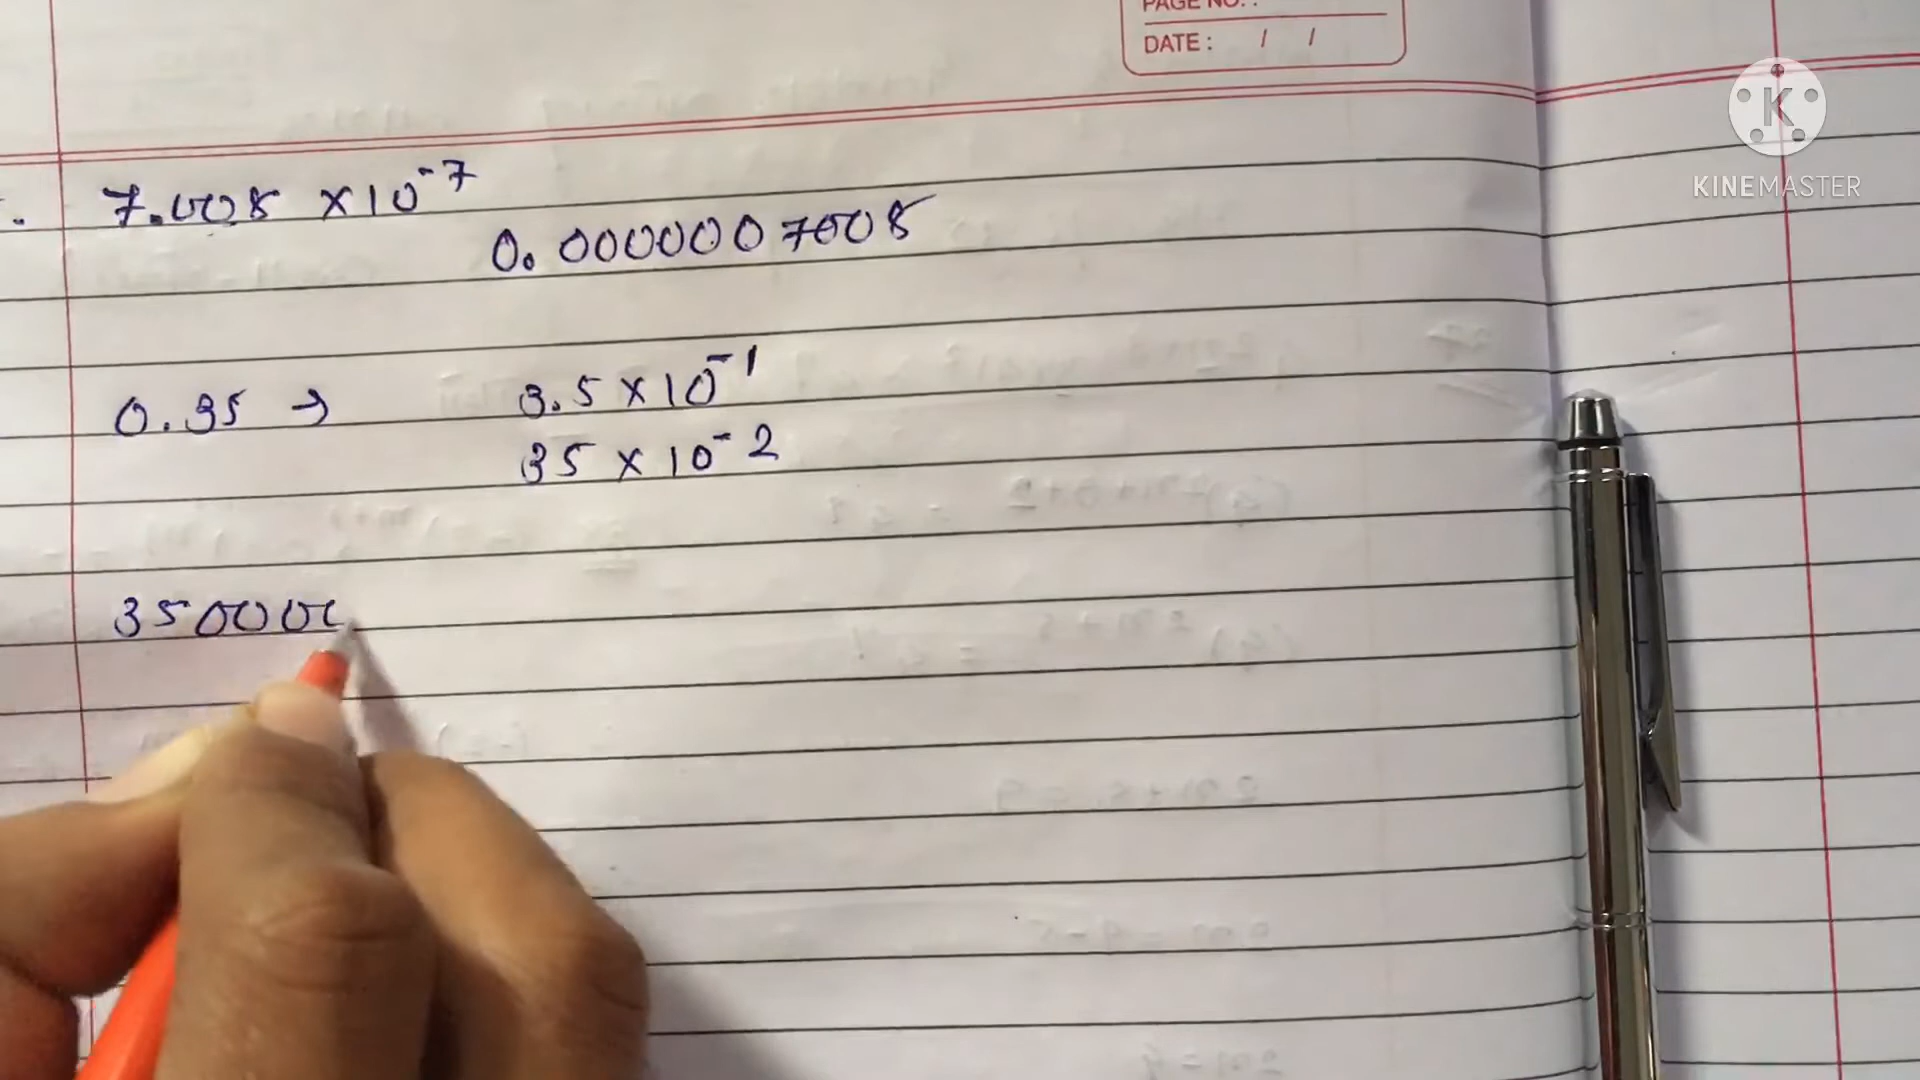 PAGE NO. :
DATE : / /
KINEMASTER
7.008 ×10⁻⁷
0.0000007008
0.35 → 3.5 ×10⁻¹
35 ×10⁻²
350000